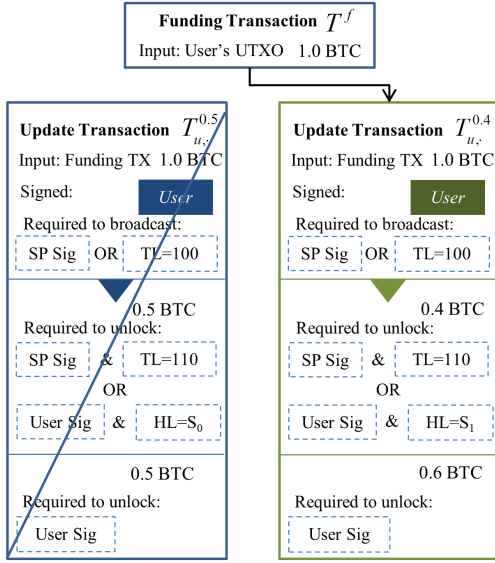 Funding Transaction T^f
Input: User's UTXO 1.0 BTC
Update Transaction T_{u,·}^{0.5}
Input: Funding TX 1.0 BTC
Signed: User
Required to broadcast:
SP Sig OR TL=100
0.5 BTC
Required to unlock:
SP Sig & TL=110
OR
User Sig & HL=S₀
0.5 BTC
Required to unlock:
User Sig
Update Transaction T_{u,·}^{0.4}
Input: Funding TX 1.0 BTC
Signed: User
Required to broadcast:
SP Sig OR TL=100
0.4 BTC
Required to unlock:
SP Sig & TL=110
OR
User Sig & HL=S₁
0.6 BTC
Required to unlock:
User Sig